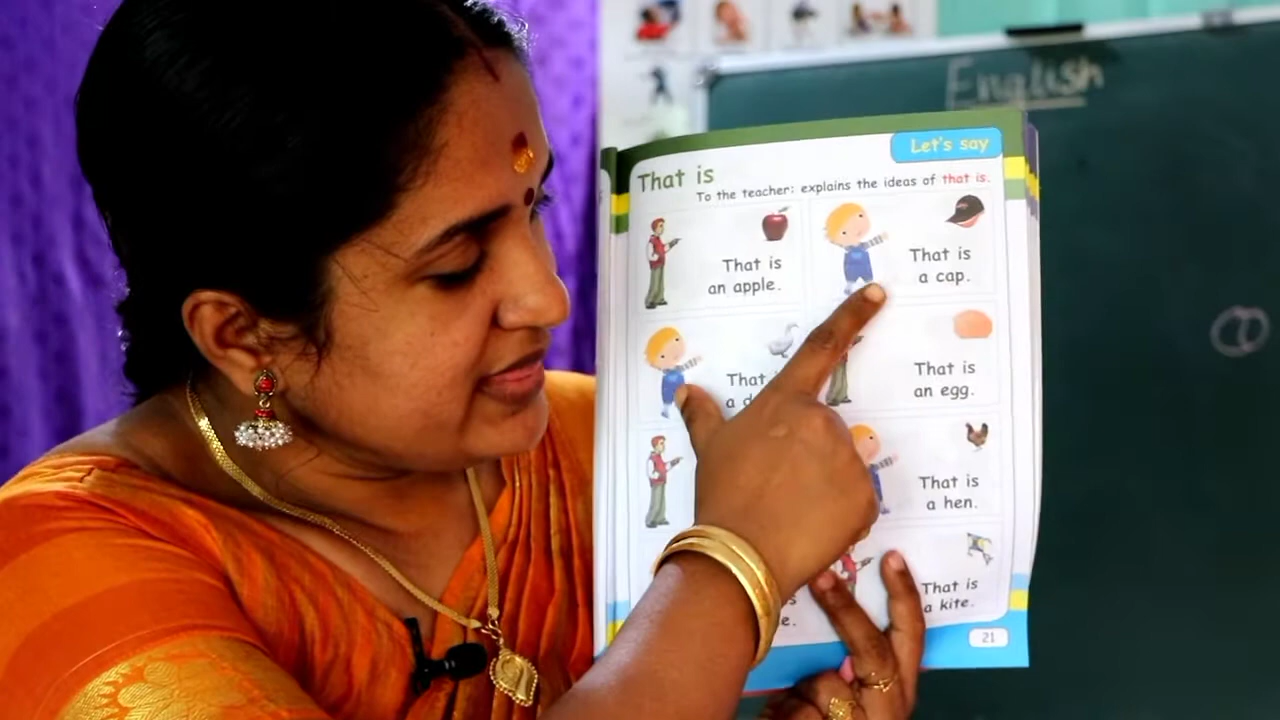 English
Let's say
That is
To the teacher: explains the ideas of that is.
That is
an apple.
That is
a cap.
That
a d
That is
an egg.
That is
a hen.
That is
a kite.
e.
21